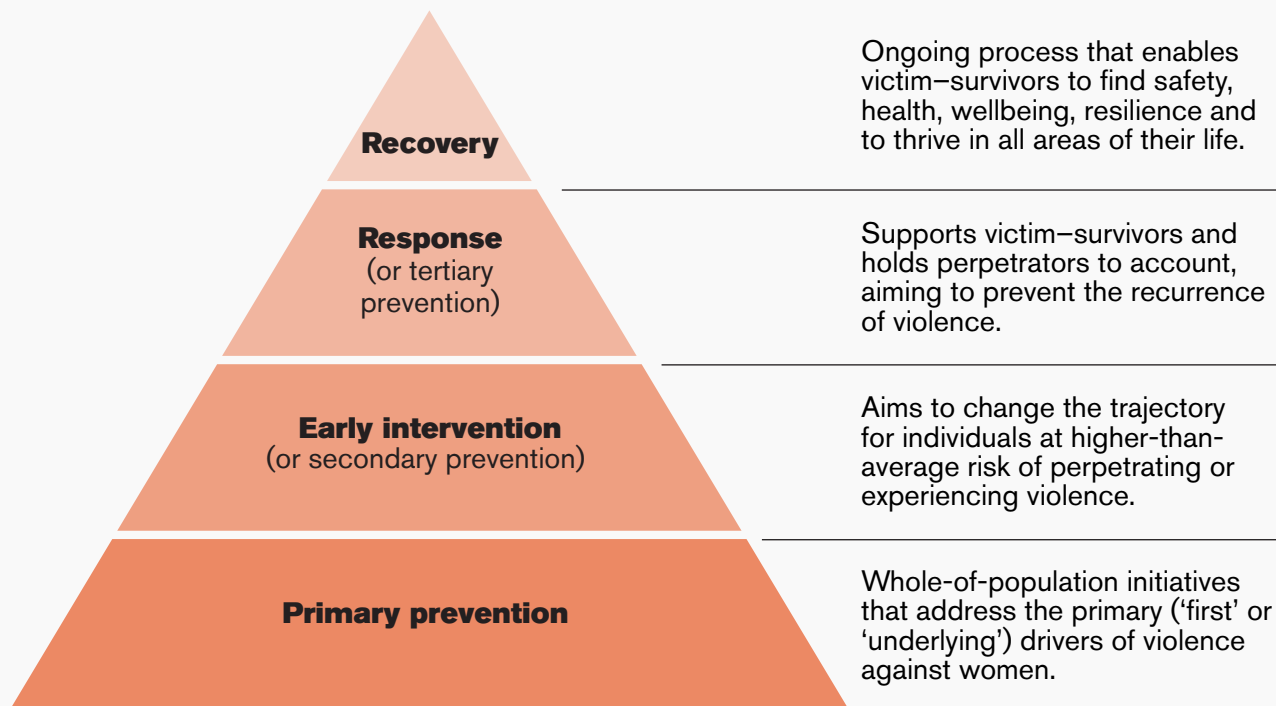 Recovery
Ongoing process that enables
victim–survivors to find safety,
health, wellbeing, resilience and
to thrive in all areas of their life.
Response
(or tertiary
prevention)
Supports victim–survivors and
holds perpetrators to account,
aiming to prevent the recurrence
of violence.
Early intervention
(or secondary prevention)
Aims to change the trajectory
for individuals at higher-than-
average risk of perpetrating or
experiencing violence.
Primary prevention
Whole-of-population initiatives
that address the primary (‘first’ or
‘underlying’) drivers of violence
against women.